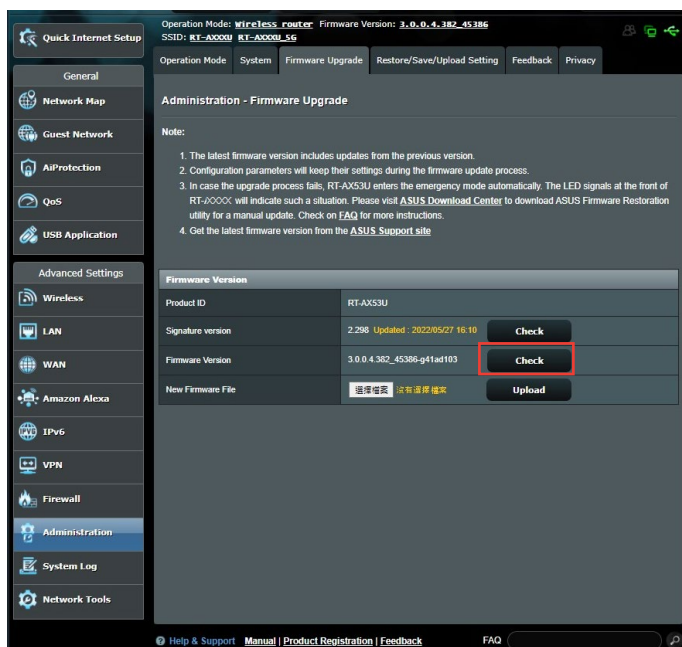 Quick Internet Setup
Operation Mode: Wireless router Firmware Version: 3.0.0.4.382_45386
SSID: RT-AXXXU RT-AXXXU_5G
Operation Mode System Firmware Upgrade Restore/Save/Upload Setting Feedback Privacy
General
Network Map
Guest Network
AiProtection
QoS
USB Application
Advanced Settings
Wireless
LAN
WAN
Amazon Alexa
IPv6
VPN
Firewall
Administration
System Log
Network Tools
Administration - Firmware Upgrade
Note:
1. The latest firmware version includes updates from the previous version.
2. Configuration parameters will keep their settings during the firmware update process.
3. In case the upgrade process fails, RT-AX53U enters the emergency mode automatically. The LED signals at the front of
RT-AXXXX will indicate such a situation. Please visit ASUS Download Center to download ASUS Firmware Restoration
utility for a manual update. Check on FAQ for more instructions.
4. Get the latest firmware version from the ASUS Support site
Firmware Version
Product ID RT-AX53U
Signature version 2.298 Updated : 2022/05/27 16:10 Check
Firmware Version 3.0.0.4.382_45386-g41ad103 Check
New Firmware File 選擇檔案 沒有選擇檔案 Upload
Help & Support Manual | Product Registration | Feedback FAQ